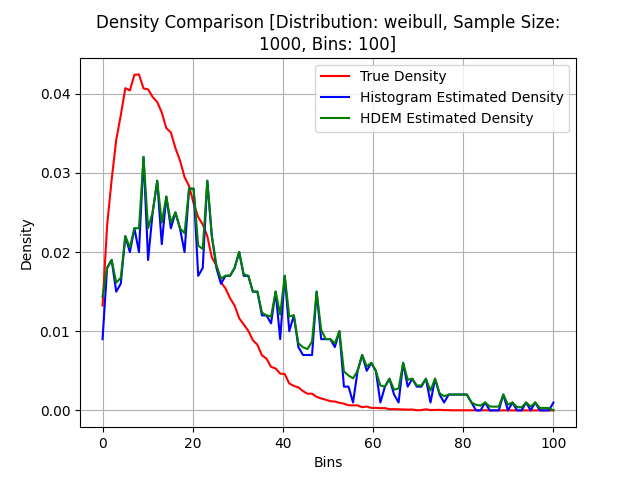 Density Comparison [Distribution: weibull, Sample Size:
1000, Bins: 100]
True Density
Histogram Estimated Density
HDEM Estimated Density
Density
0.04
0.03
0.02
0.01
0.00
0 20 40 60 80 100
Bins